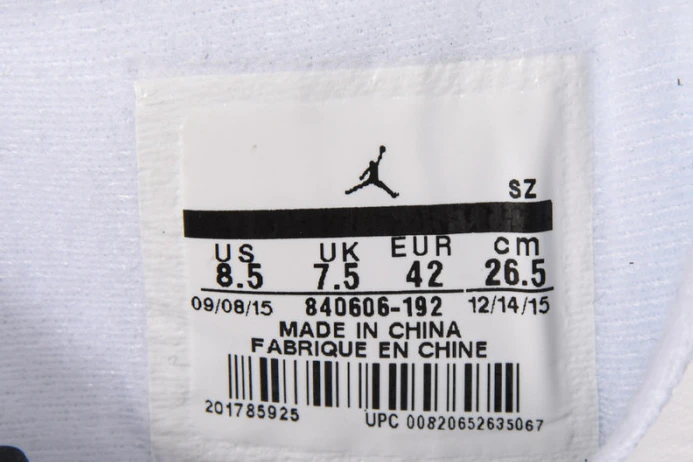 SZ
US UK EUR cm
8.5 7.5 42 26.5
09/08/15 840606-192 12/14/15
MADE IN CHINA
FABRIQUE EN CHINE
201785925 UPC 00820652635067